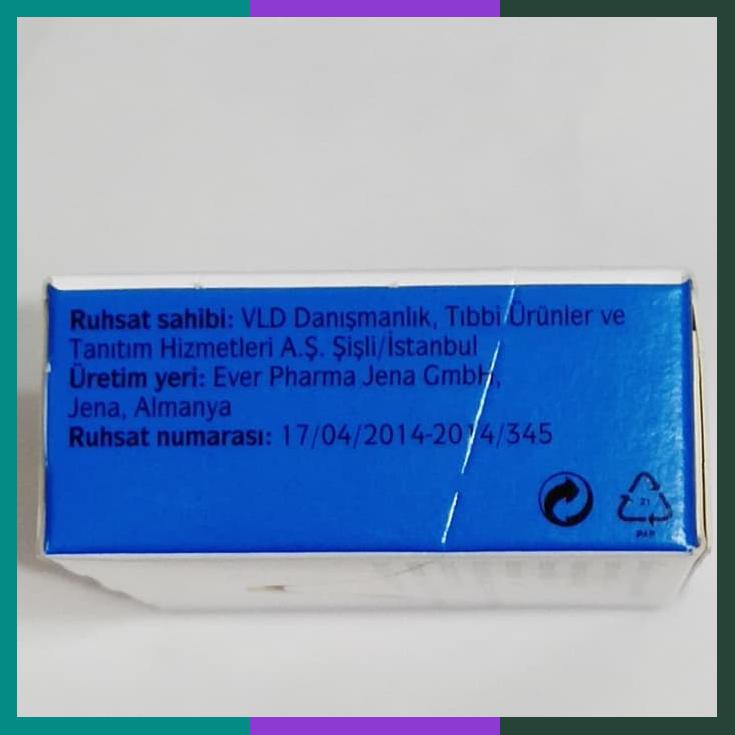 Ruhsat sahibi: VLD Danışmanlık, Tıbbi Ürünler ve
Tanıtım Hizmetleri A.Ş. Şişli/İstanbul
Üretim yeri: Ever Pharma Jena GmbH,
Jena, Almanya
Ruhsat numarası: 17/04/2014-2014/345
21
PAP